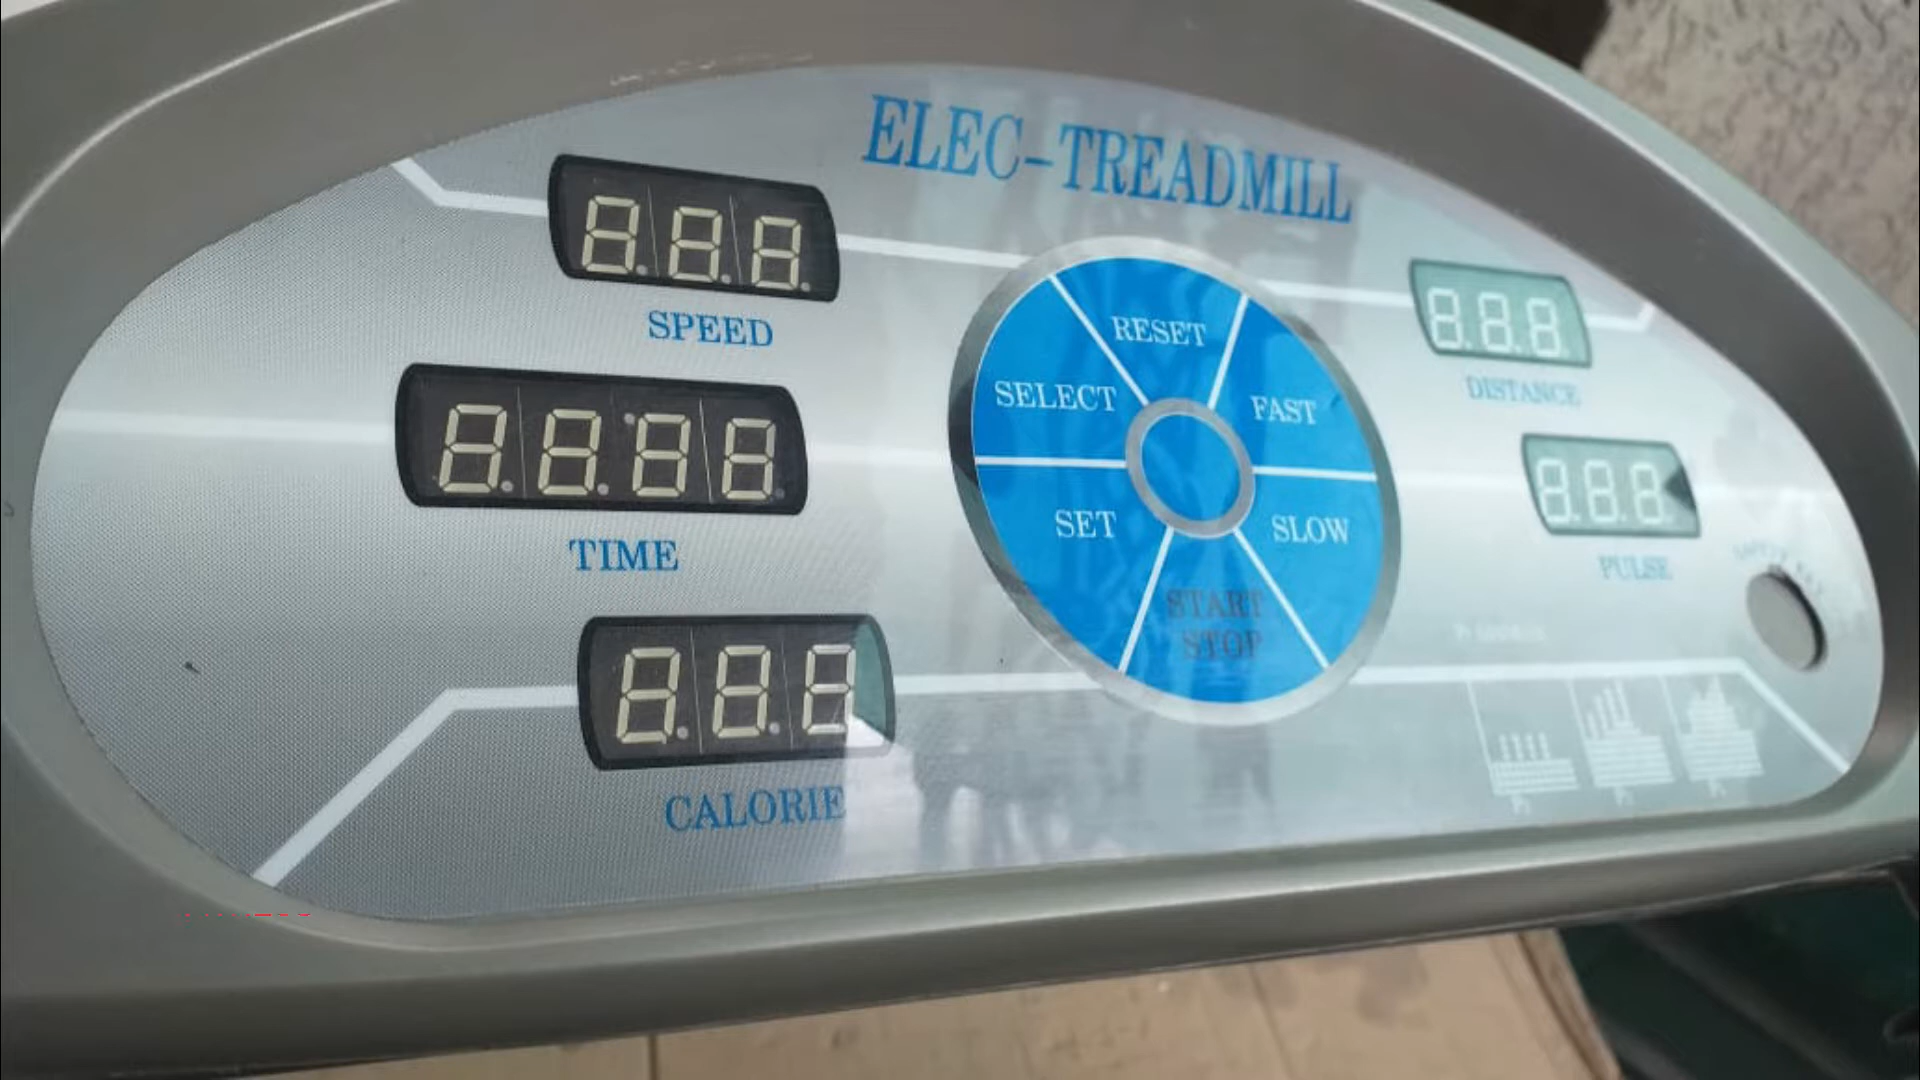 ELEC-TREADMILL
SPEED
TIME
CALORIE
RESET
SELECT
FAST
SET
SLOW
START
STOP
DISTANCE
PULSE